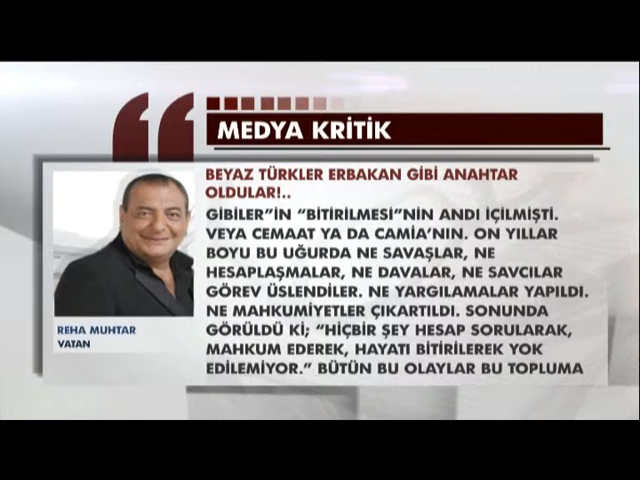 MEDYA KRİTİK
BEYAZ TÜRKLER ERBAKAN GİBİ ANAHTAR
OLDULAR!..
GİBİLER”İN “BİTİRİLMESİ”NİN ANDI İÇİLMİŞTİ.
VEYA CEMAAT YA DA CAMİA’NIN. ON YILLAR
BOYU BU UĞURDA NE SAVAŞLAR, NE
HESAPLAŞMALAR, NE DAVALAR, NE SAVCILAR
GÖREV ÜSLENDİLER. NE YARGILAMALAR YAPILDI.
NE MAHKUMİYETLER ÇIKARTILDI. SONUNDA
GÖRÜLDÜ Kİ; “HİÇBİR ŞEY HESAP SORULARAK,
MAHKUM EDEREK, HAYATI BİTİRİLEREK YOK
EDİLEMİYOR.” BÜTÜN BU OLAYLAR BU TOPLUMA
REHA MUHTAR
VATAN